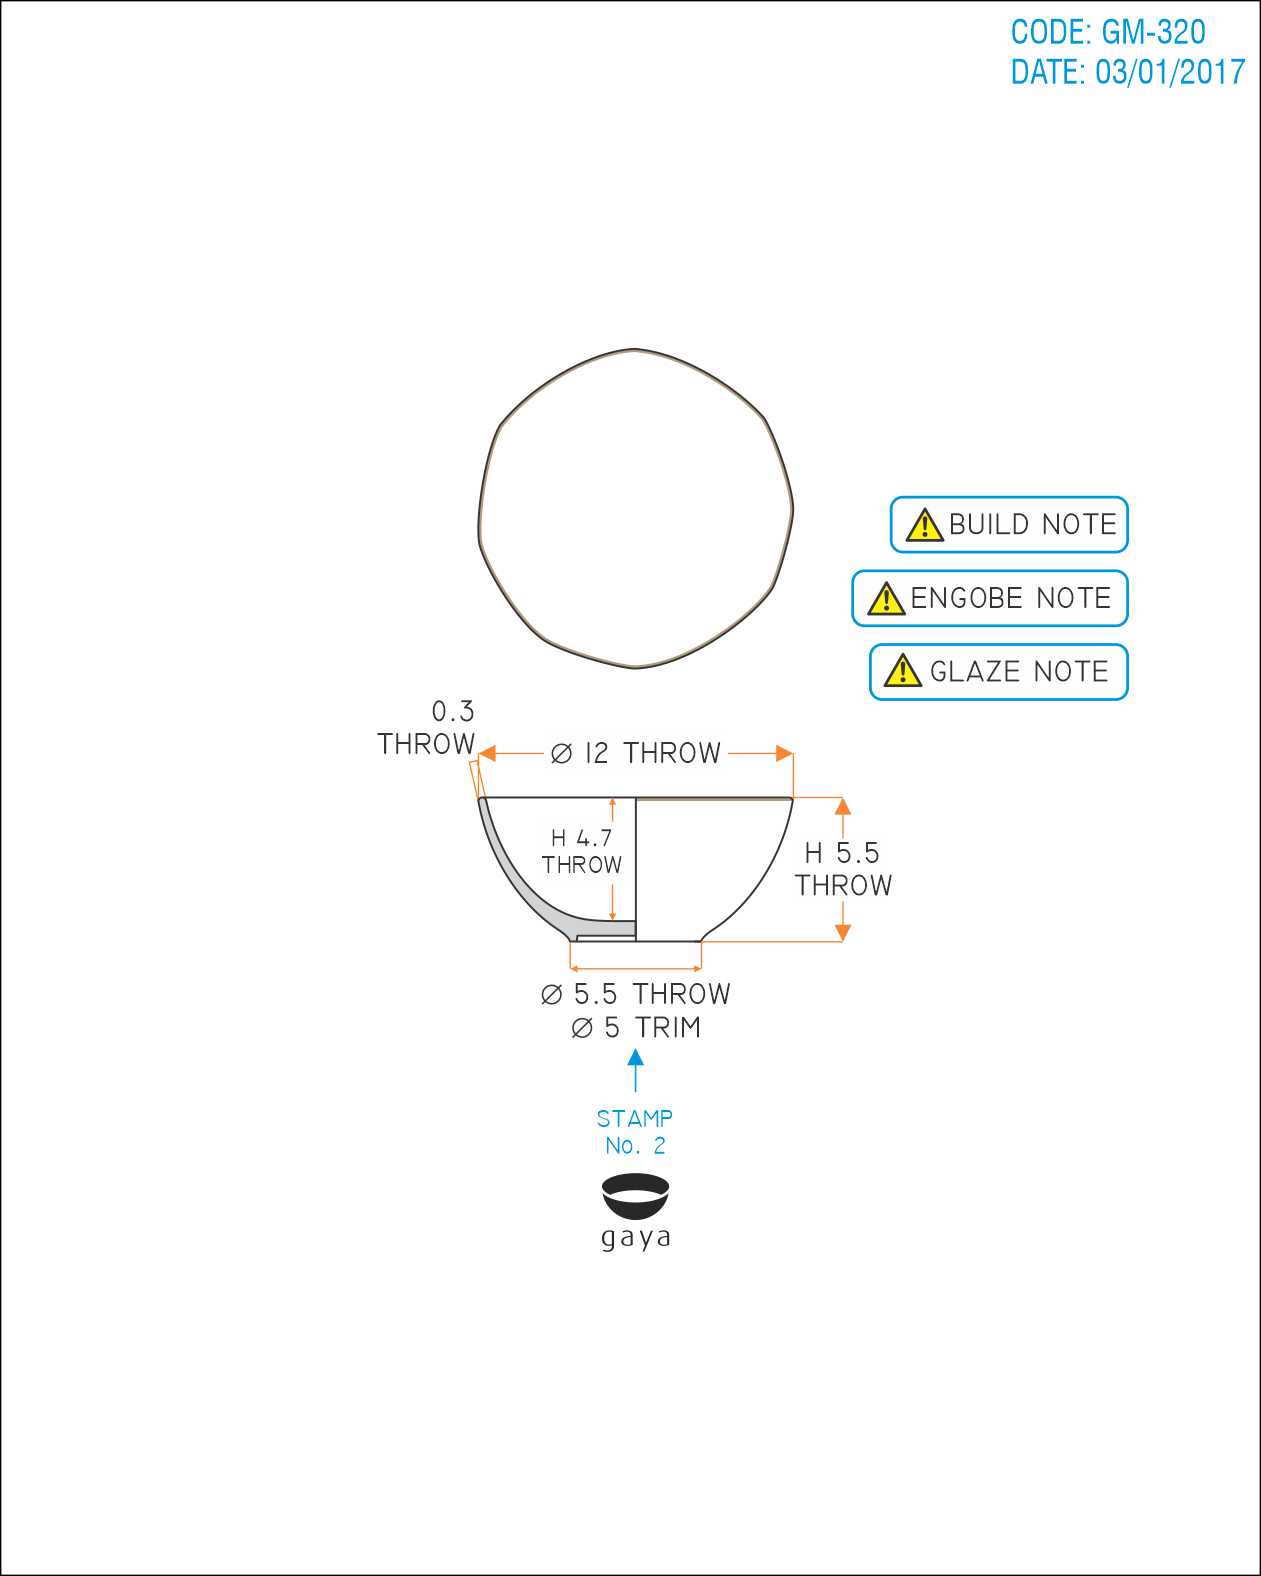 CODE: GM-320
DATE: 03/01/2017
BUILD NOTE
ENGOBE NOTE
GLAZE NOTE
0.3
THROW
Ø 12 THROW
H 4.7
THROW
H 5.5
THROW
Ø 5.5 THROW
Ø 5 TRIM
STAMP
No. 2
gaya